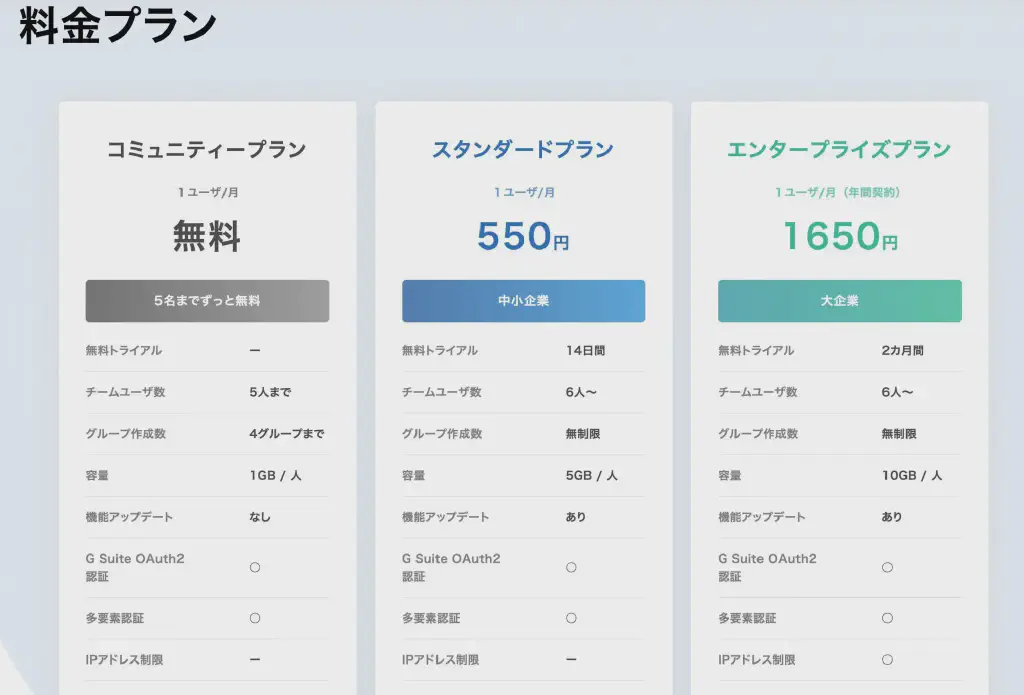 料金プラン
コミュニティープラン
1 ユーザ/月
無料
5名までずっと無料
無料トライアル ー
チームユーザ数 5人まで
グループ作成数 4グループまで
容量 1GB / 人
機能アップデート なし
G Suite OAuth2
認証 ○
多要素認証 ○
IPアドレス制限 ー
スタンダードプラン
1 ユーザ/月
550円
中小企業
無料トライアル 14日間
チームユーザ数 6人〜
グループ作成数 無制限
容量 5GB / 人
機能アップデート あり
G Suite OAuth2
認証 ○
多要素認証 ○
IPアドレス制限 ー
エンタープライズプラン
1 ユーザ/月（年間契約）
1650円
大企業
無料トライアル 2カ月間
チームユーザ数 6人〜
グループ作成数 無制限
容量 10GB / 人
機能アップデート あり
G Suite OAuth2
認証 ○
多要素認証 ○
IPアドレス制限 ○